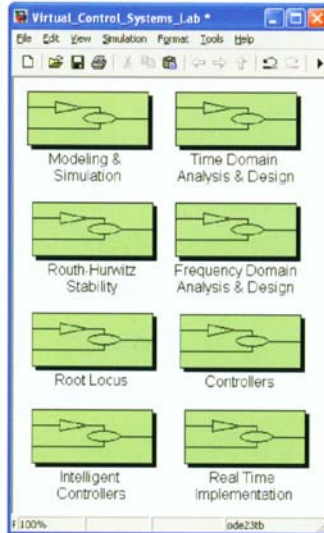 Virtual_Control_Systems_Lab *
File Edit View Simulation Format Tools Help
Modeling &
Simulation
Time Domain
Analysis & Design
Routh-Hurwitz
Stability
Frequency Domain
Analysis & Design
Root Locus
Controllers
Intelligent
Controllers
Real Time
Implementation
F 100% ode23tb